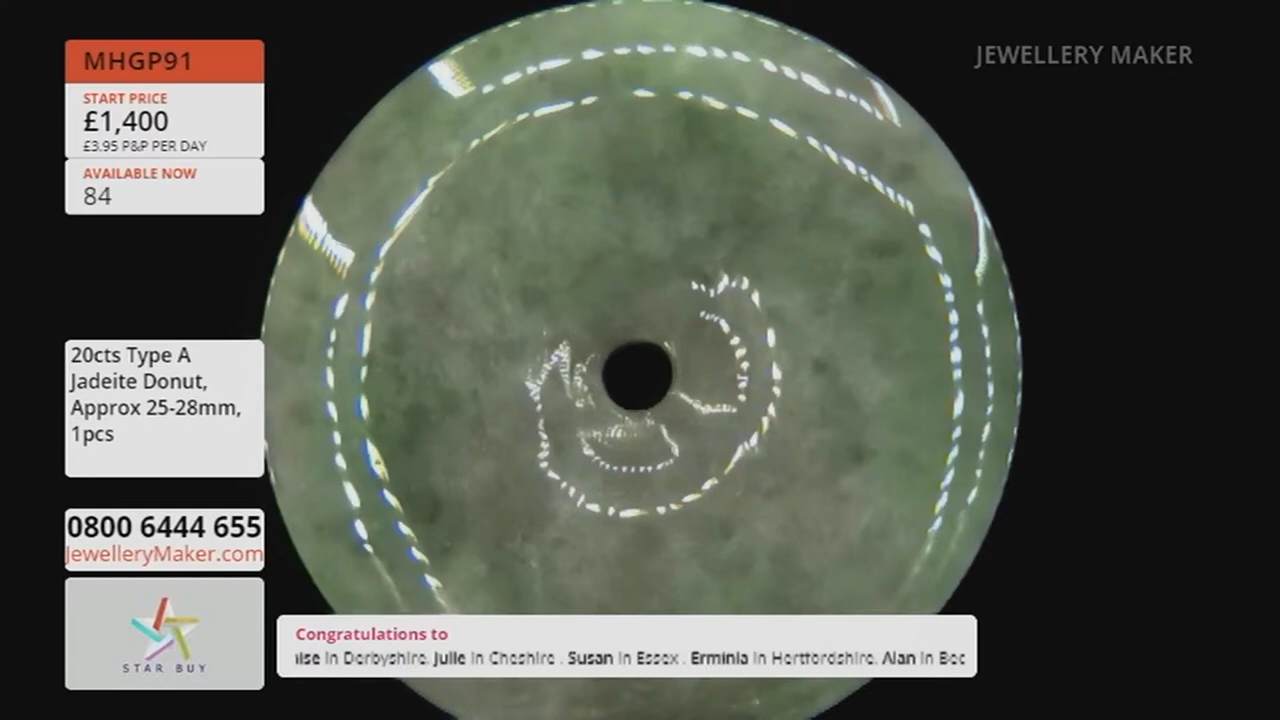 MHGP91
START PRICE
£1,400
£3.95 P&P PER DAY
AVAILABLE NOW
84
JEWELLERY MAKER
20cts Type A
Jadeite Donut,
Approx 25-28mm,
1pcs
0800 6444 655
JewelleryMaker.com
STAR BUY
Congratulations to
in Derbyshire. Julie in Cheshire . Susan in Essex . Erminia in Hertfordshire. Alan in